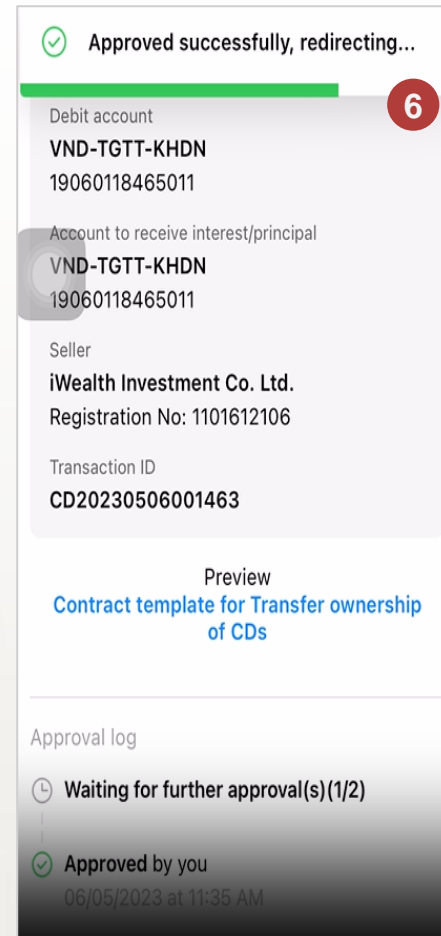 Approved successfully, redirecting...
6
Debit account
VND-TGTT-KHDN
19060118465011
Account to receive interest/principal
VND-TGTT-KHDN
19060118465011
Seller
iWealth Investment Co. Ltd.
Registration No: 1101612106
Transaction ID
CD20230506001463
Preview
Contract template for Transfer ownership
of CDs
Approval log
Waiting for further approval(s)(1/2)
Approved by you
06/05/2023 at 11:35 AM